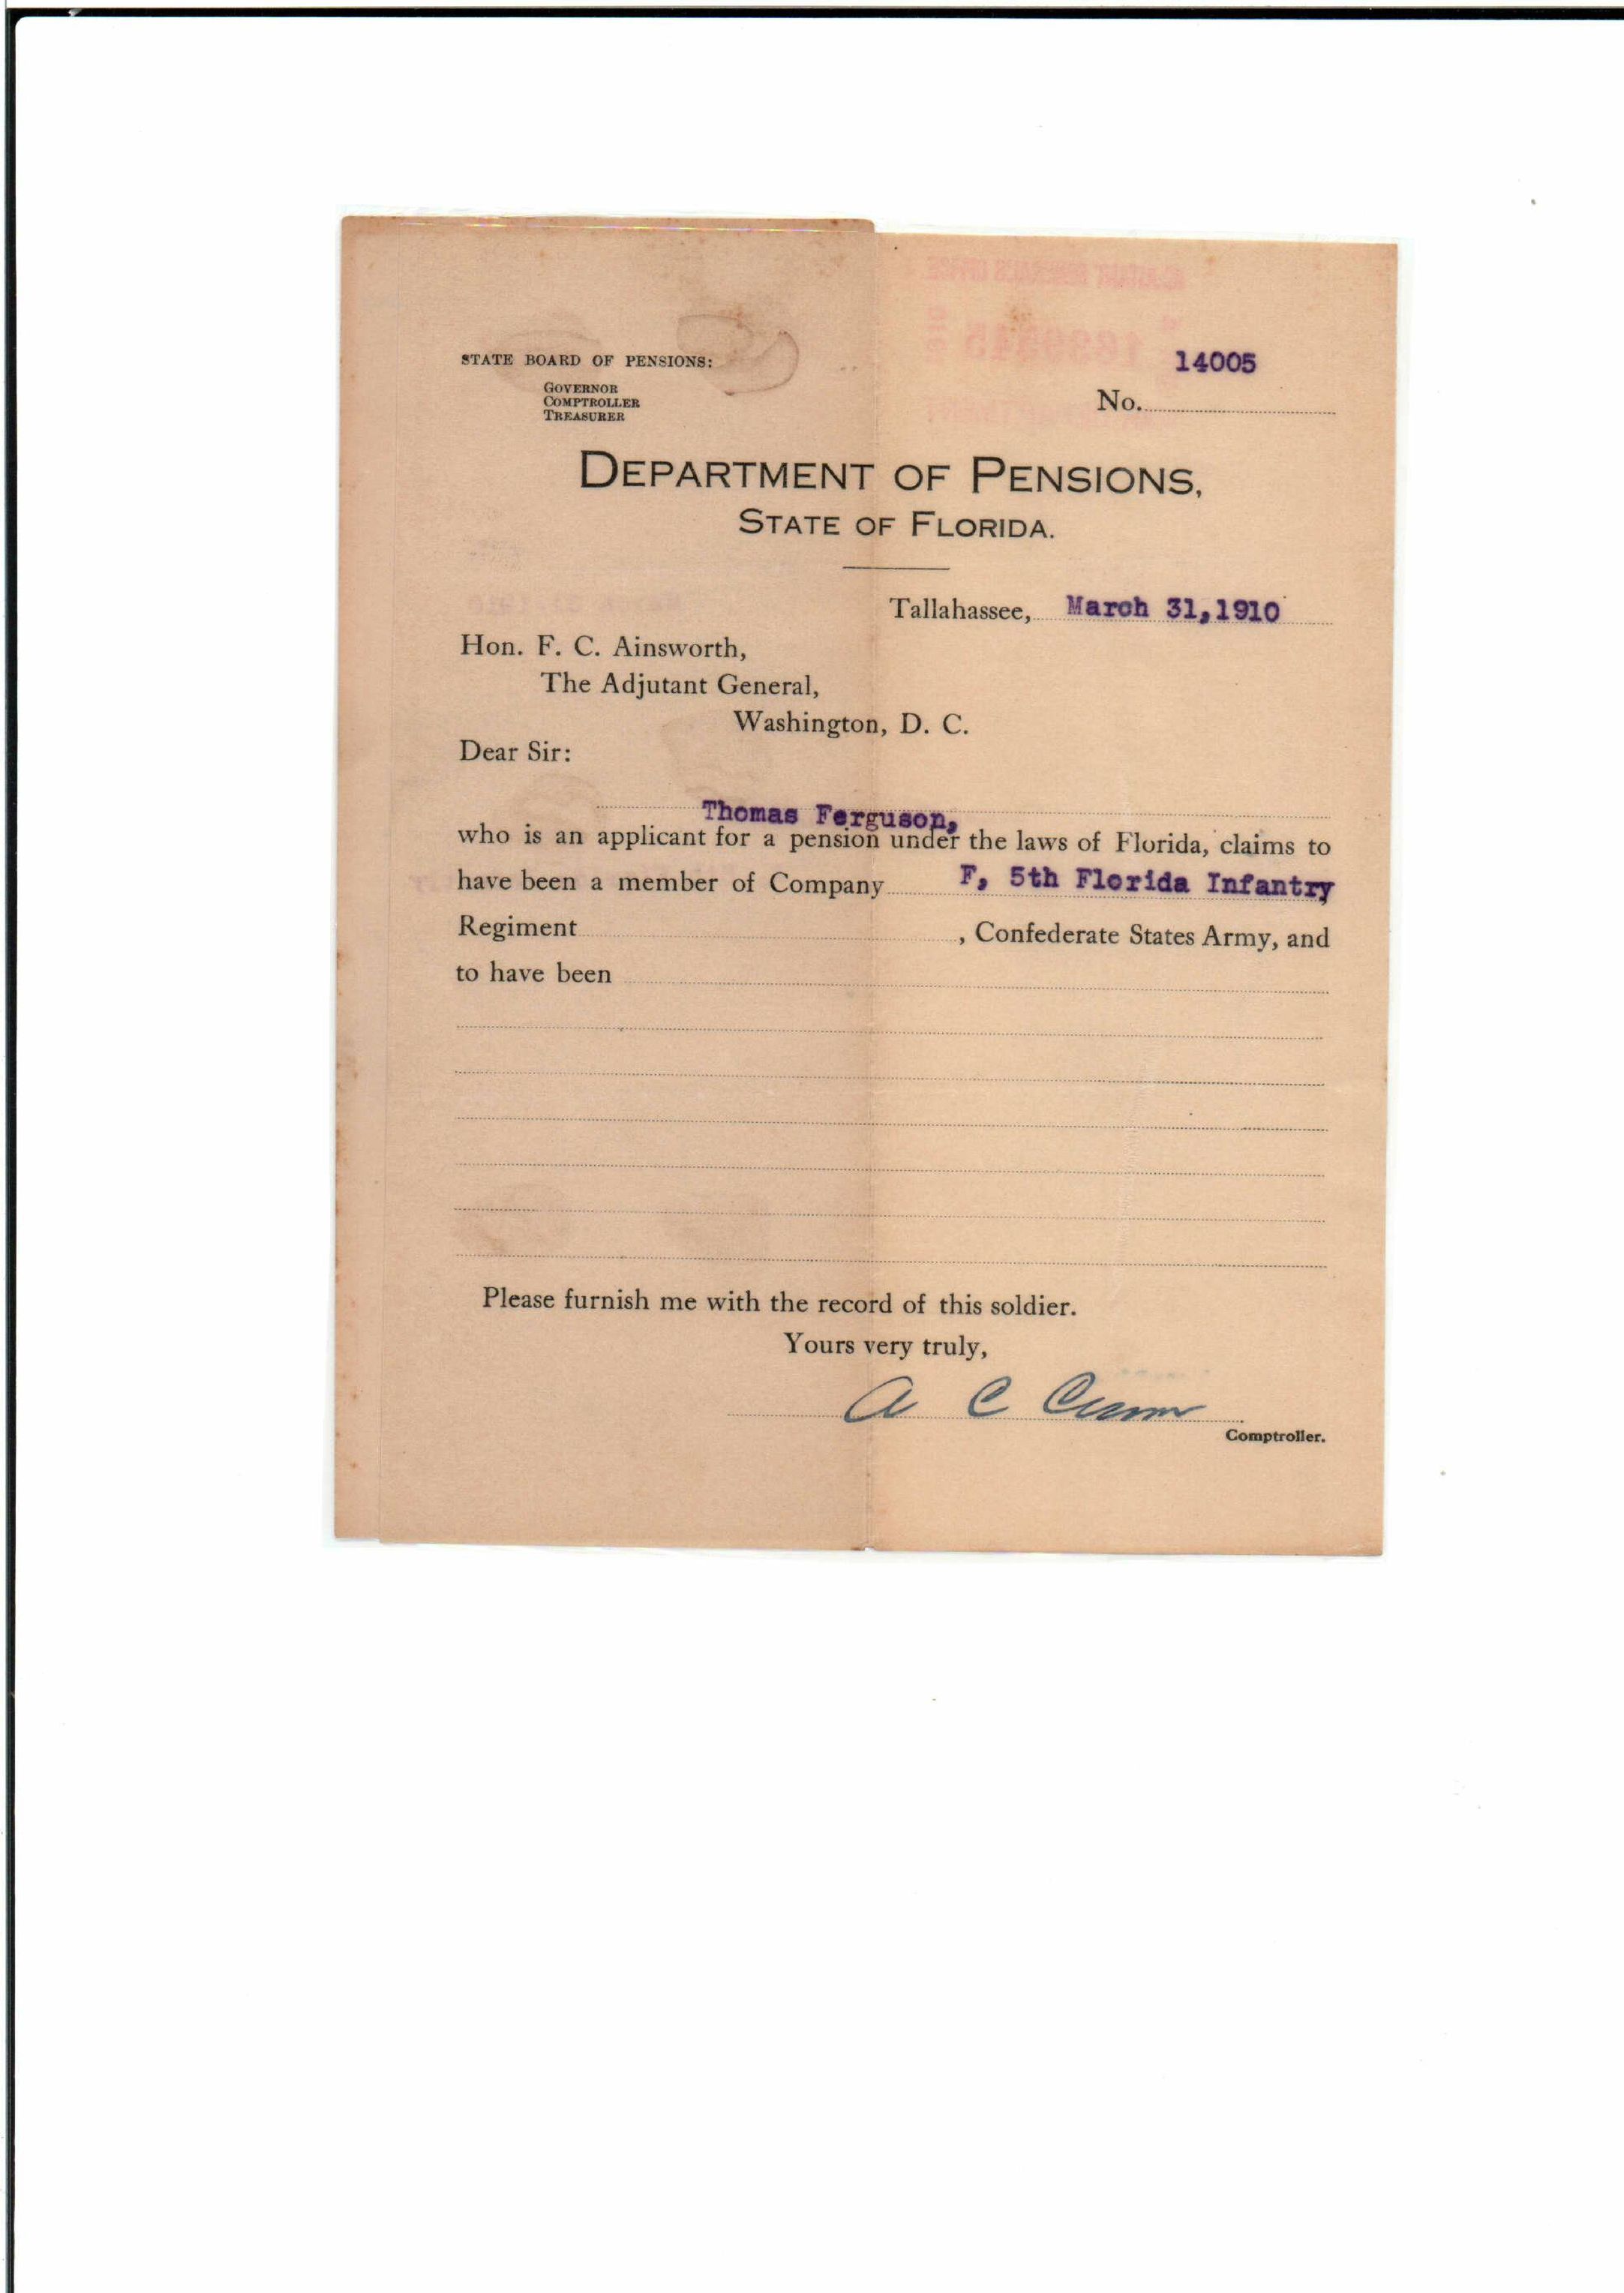 STATE BOARD OF PENSIONS:
GOVERNOR
COMPTROLLER
TREASURER
14005
No.
DEPARTMENT OF PENSIONS,
STATE OF FLORIDA.
Tallahassee, March 31,1910
Hon. F. C. Ainsworth,
The Adjutant General,
Washington, D. C.
Dear Sir:
Thomas Ferguson,
who is an applicant for a pension under the laws of Florida, claims to
have been a member of Company F, 5th Florida Infantry
Regiment , Confederate States Army, and
to have been
Please furnish me with the record of this soldier.
Yours very truly,
A C Croom
Comptroller.